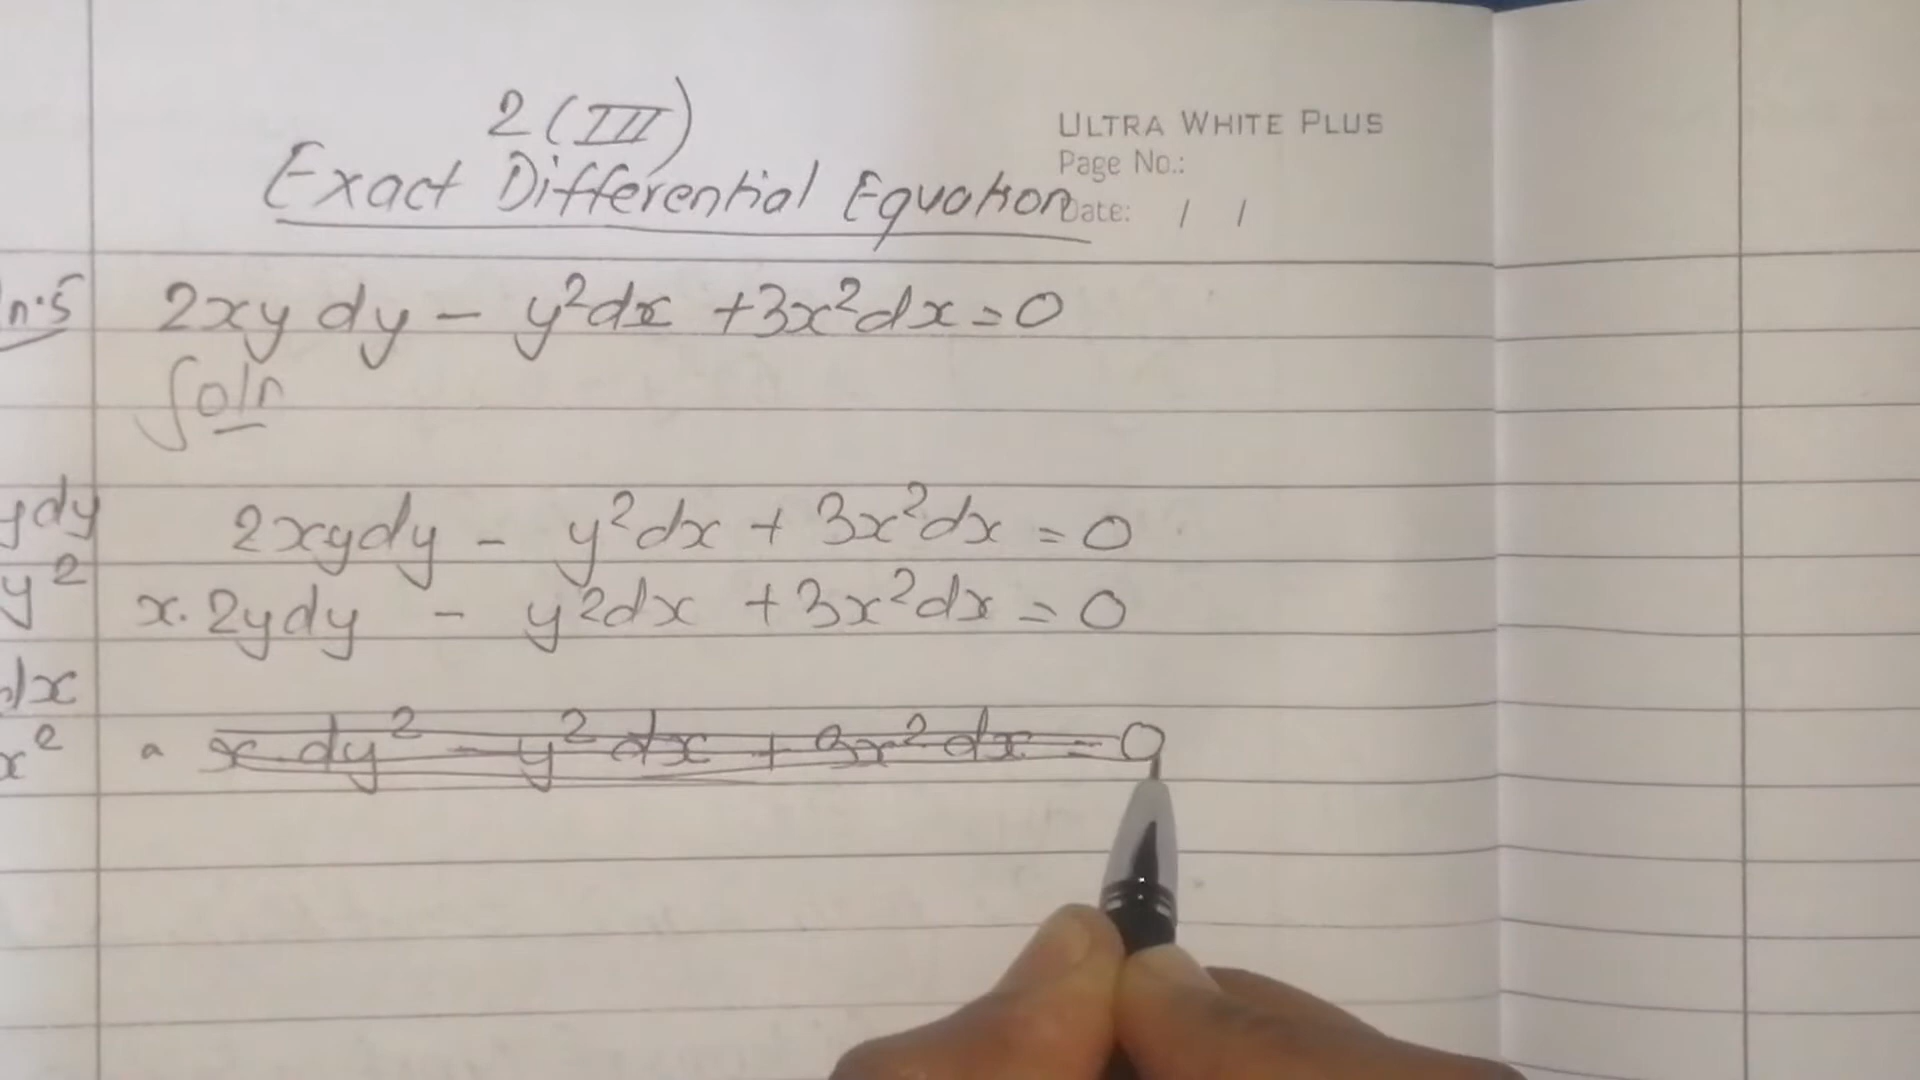 2 (III)
ULTRA WHITE PLUS
Page No.:
Exact Differential Equation
Date: / /
n.5 2xy dy - y²dx + 3x²dx = 0
Soln
ydy 2xydy - y²dx + 3x²dx = 0
y² x.2ydy - y²dx + 3x²dx = 0
dx
x² x dy² - y²dx + 3x²dx = 0